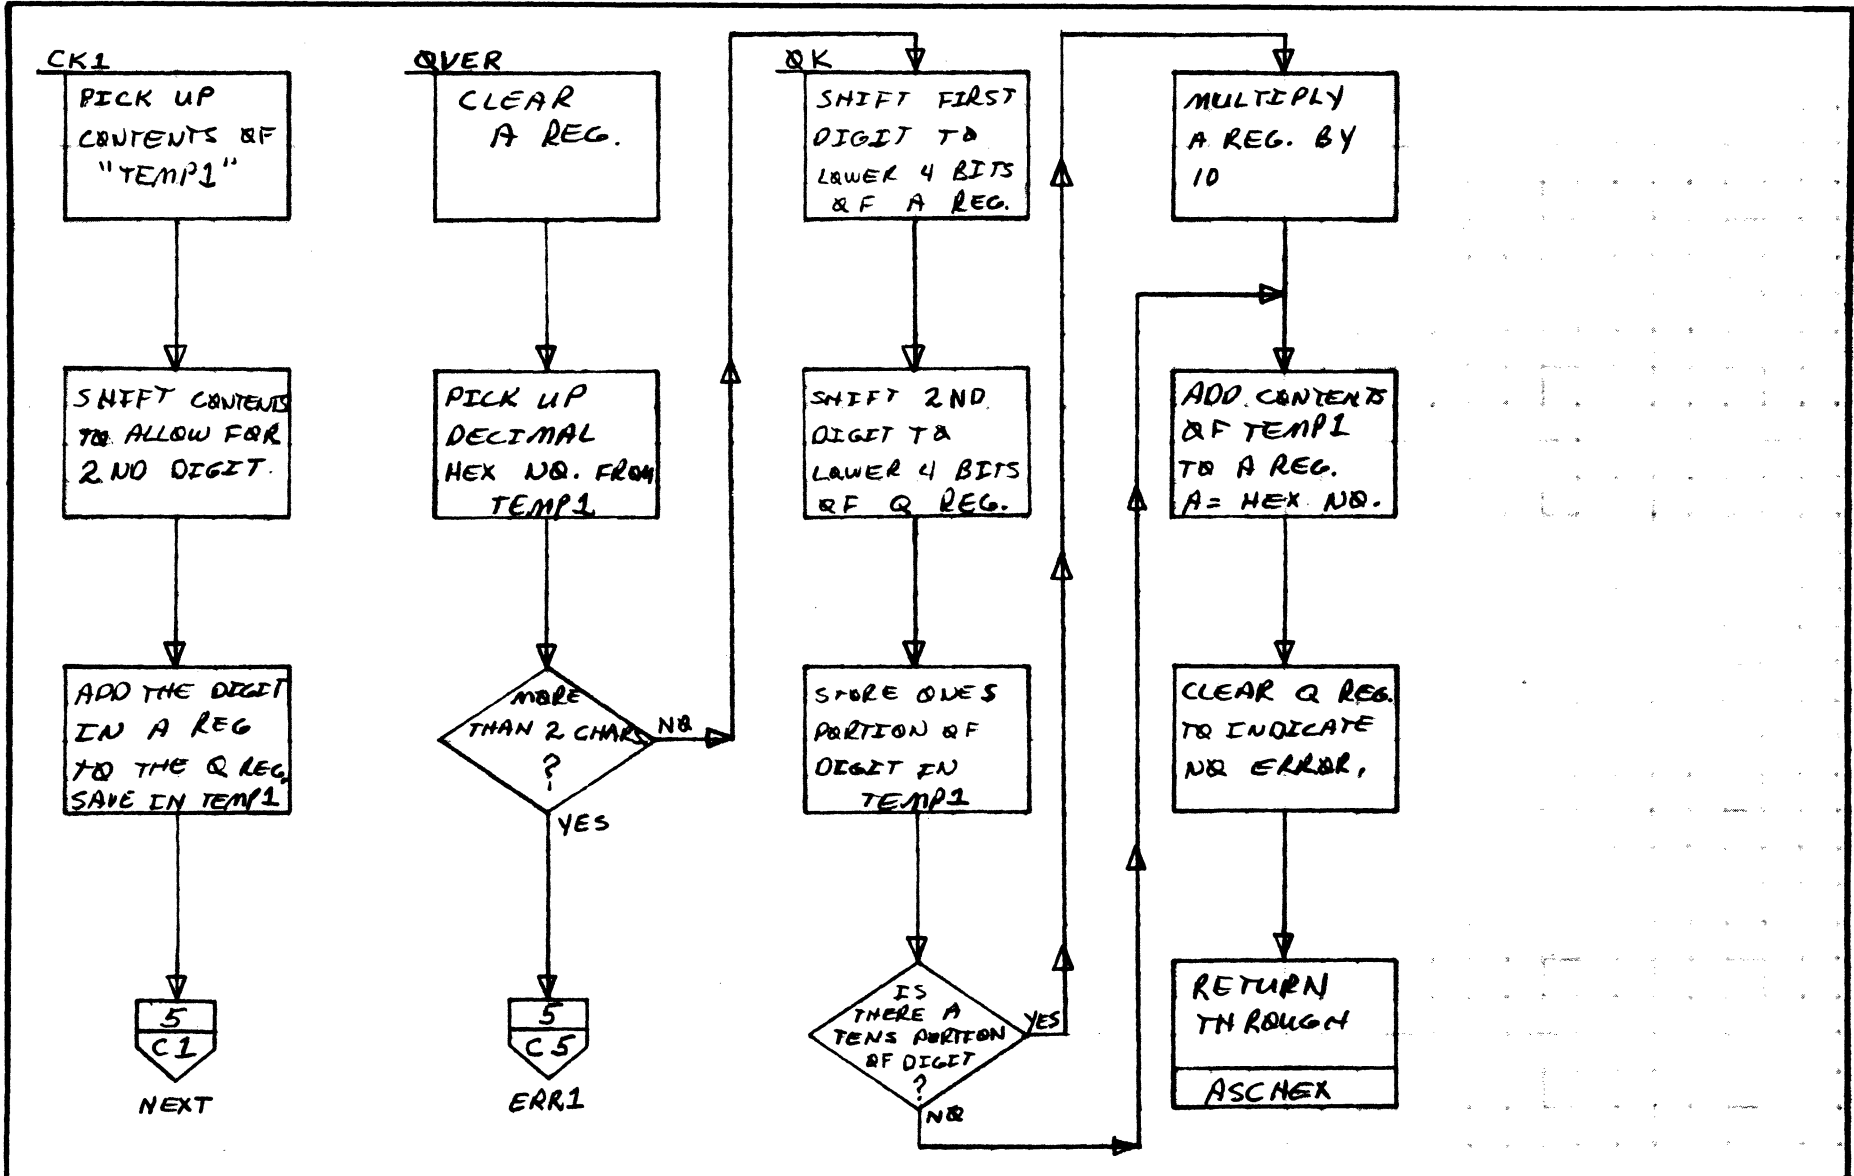 CK1
PICK UP
CONTENTS OF
"TEMP1"
SHIFT CONTENTS
TO ALLOW FOR
2ND DIGIT.
ADD THE DIGIT
IN A REG
TO THE Q REG.
SAVE IN TEMP1
5
C1
NEXT
OVER
CLEAR
A REG.
PICK UP
DECIMAL
HEX NO. FROM
TEMP1
MORE
THAN 2 CHARS
?
NO
YES
5
C5
ERR1
OK
SHIFT FIRST
DIGIT TO
LOWER 4 BITS
OF A REG.
SHIFT 2ND
DIGIT TO
LOWER 4 BITS
OF Q REG.
STORE ONES
PORTION OF
DIGIT IN
TEMP1
IS
THERE A
TENS PORTION
OF DIGIT
?
YES
NO
MULTIPLY
A REG. BY
10
ADD CONTENTS
OF TEMP1
TO A REG.
A= HEX NO.
CLEAR Q REG.
TO INDICATE
NO ERROR.
RETURN
THROUGH
ASCHEX